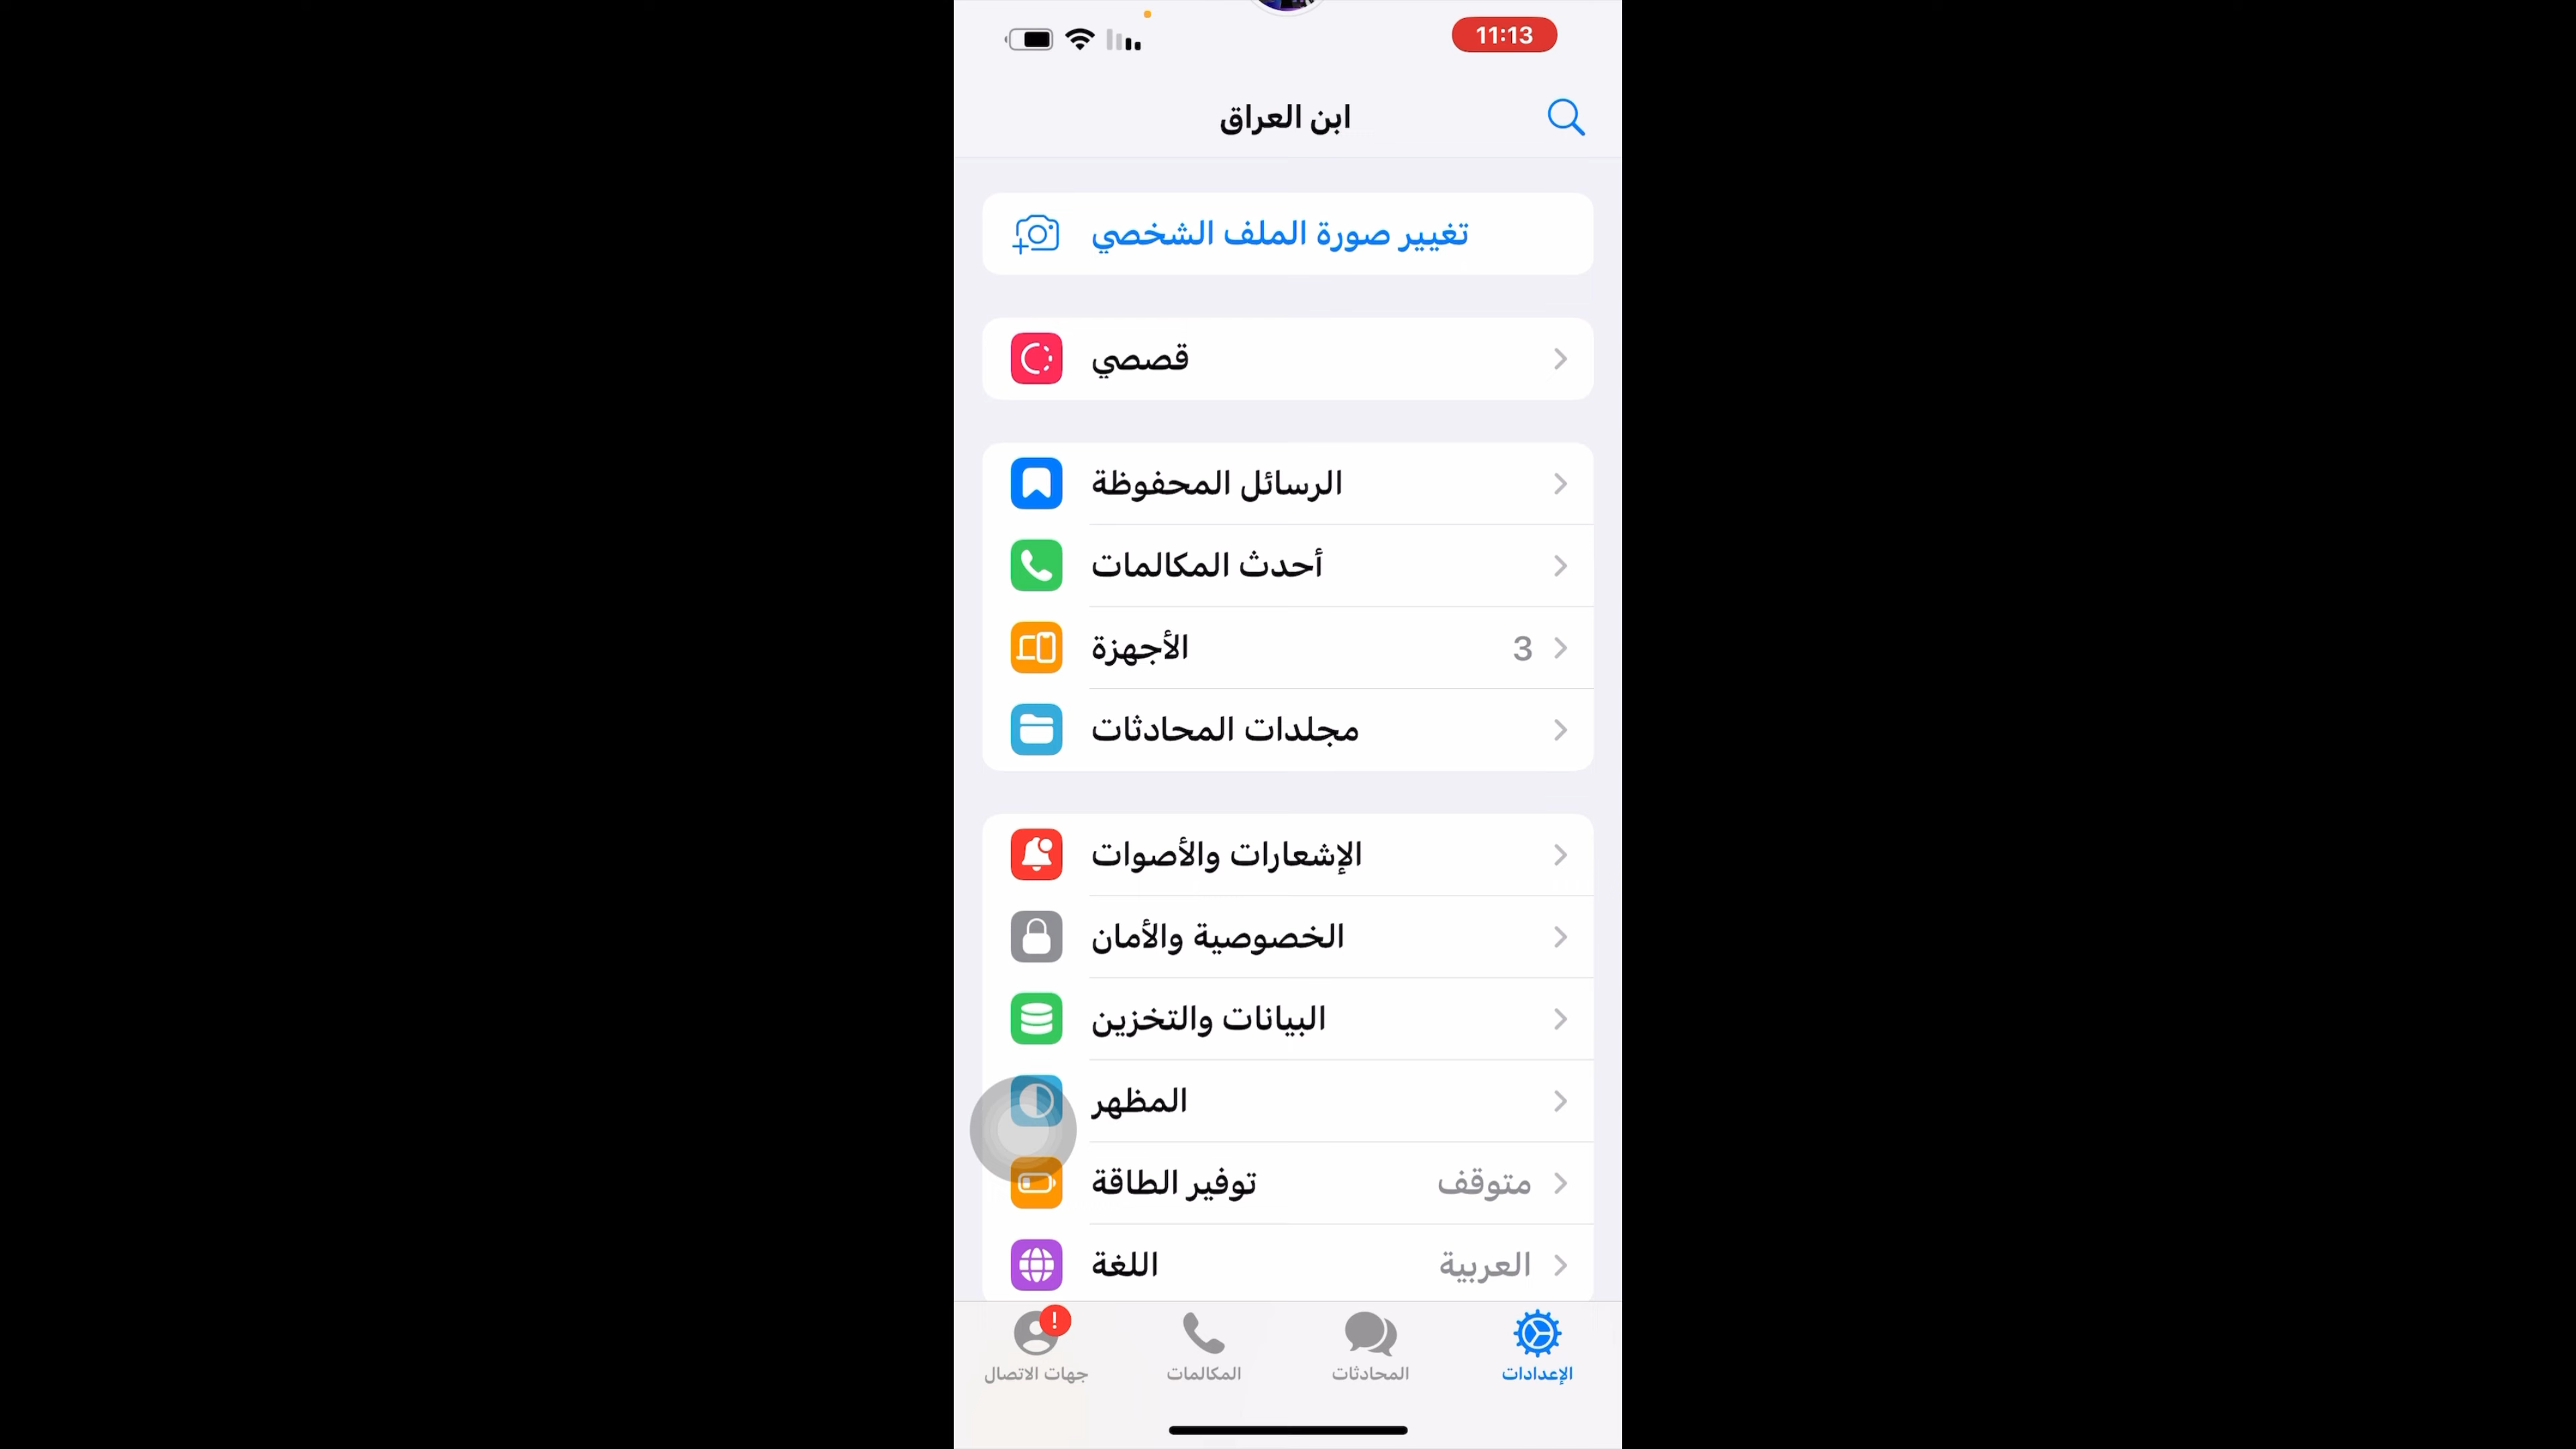 11:13
ابن العراق
تغيير صورة الملف الشخصي
قصصي
الرسائل المحفوظة
أحدث المكالمات
الأجهزة 3
مجلدات المحادثات
الإشعارات والأصوات
الخصوصية والأمان
البيانات والتخزين
المظهر
توفير الطاقة متوقف
اللغة العربية
جهات الاتصال المكالمات المحادثات الإعدادات